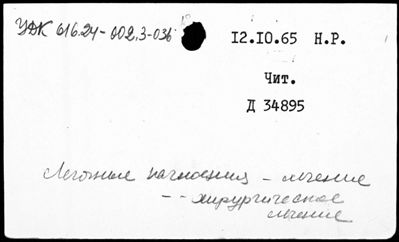 УДК 616.24-002.3-036
12.10.65 Н.Р.
Чит.
Д 34895
Легочные нагноения – лечение
– – хирургическое
лечение